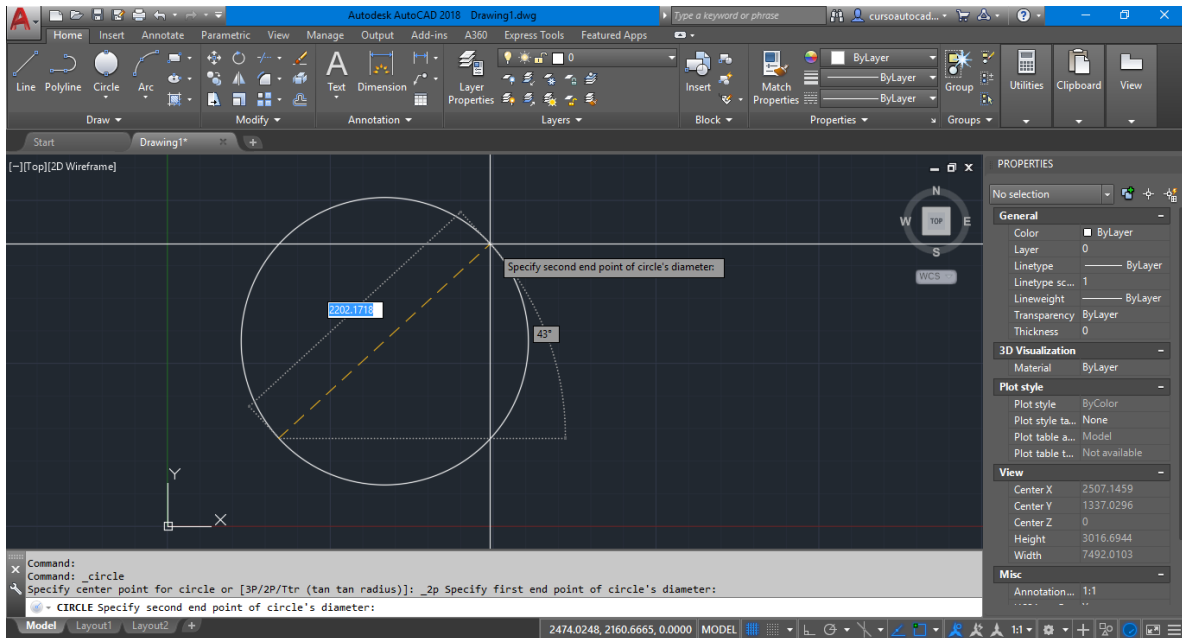 A Autodesk AutoCAD 2018 Drawing1.dwg Type a keyword or phrase cursoautocad... ?
Home Insert Annotate Parametric View Manage Output Add-ins A360 Express Tools Featured Apps
Line Polyline Circle Arc
Draw
Modify
A Text Dimension
Annotation
Layer Properties
0
Layers
Insert
Block
Match Properties
ByLayer
ByLayer
ByLayer
Properties
Group
Groups
Utilities
Clipboard
View
Start Drawing1* +
[−][Top][2D Wireframe]
N
W TOP E
S
WCS
Specify second end point of circle's diameter:
2202.1718
43°
Y
X
PROPERTIES
No selection
General
Color ByLayer
Layer 0
Linetype ByLayer
Linetype sc... 1
Lineweight ByLayer
Transparency ByLayer
Thickness 0
3D Visualization
Material ByLayer
Plot style
Plot style ByColor
Plot style ta... None
Plot table a... Model
Plot table t... Not available
View
Center X 2507.1459
Center Y 1337.0296
Center Z 0
Height 3016.6944
Width 7492.0103
Misc
Annotation... 1:1
Command:
Command: _circle
Specify center point for circle or [3P/2P/Ttr (tan tan radius)]: _2p Specify first end point of circle's diameter:
CIRCLE Specify second end point of circle's diameter:
Model Layout1 Layout2 +
2474.0248, 2160.6665, 0.0000 MODEL 1:1